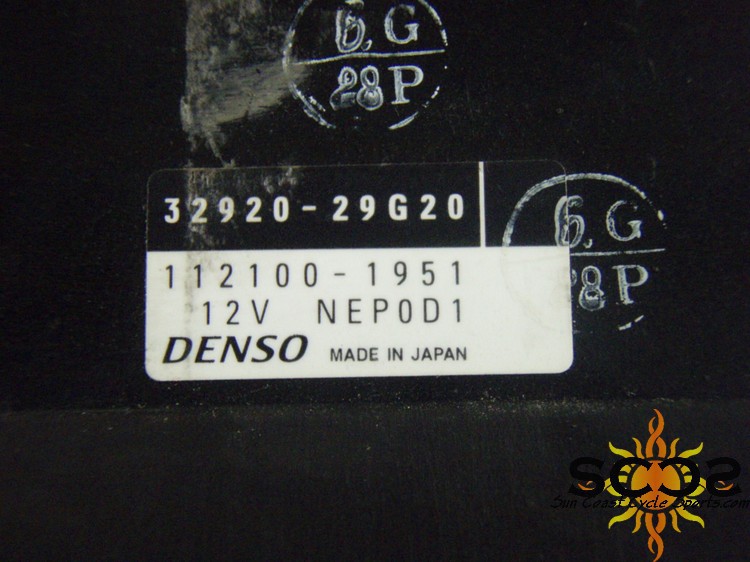 6.G
28P
32920-29G20
6.G
28P
112100-1951
12V NEP0D1
DENSO MADE IN JAPAN
SCCS
Sun Coast Cycle Sports.com